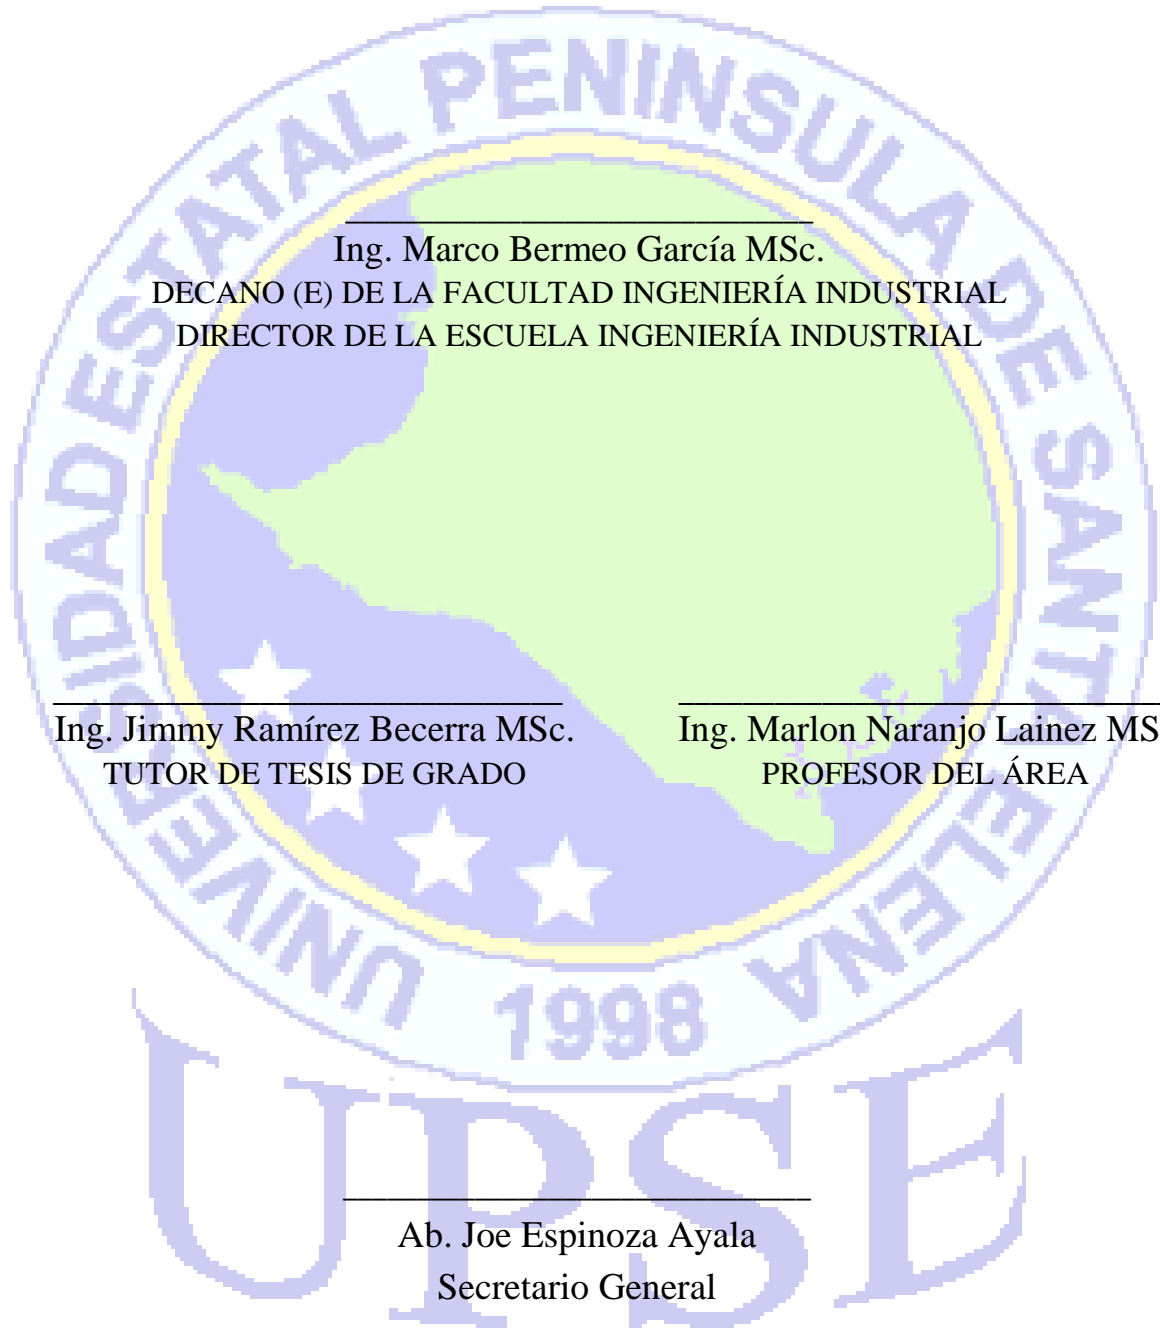 UNIVERSIDAD ESTATAL PENINSULA DE SANTA ELENA
________________________________
Ing. Marco Bermeo García MSc.
DECANO (E) DE LA FACULTAD INGENIERÍA INDUSTRIAL
DIRECTOR DE LA ESCUELA INGENIERÍA INDUSTRIAL
Ing. Jimmy Ramírez Becerra MSc.
TUTOR DE TESIS DE GRADO
Ing. Marlon Naranjo Lainez MS
PROFESOR DEL ÁREA
1998
UPSE
Ab. Joe Espinoza Ayala
Secretario General